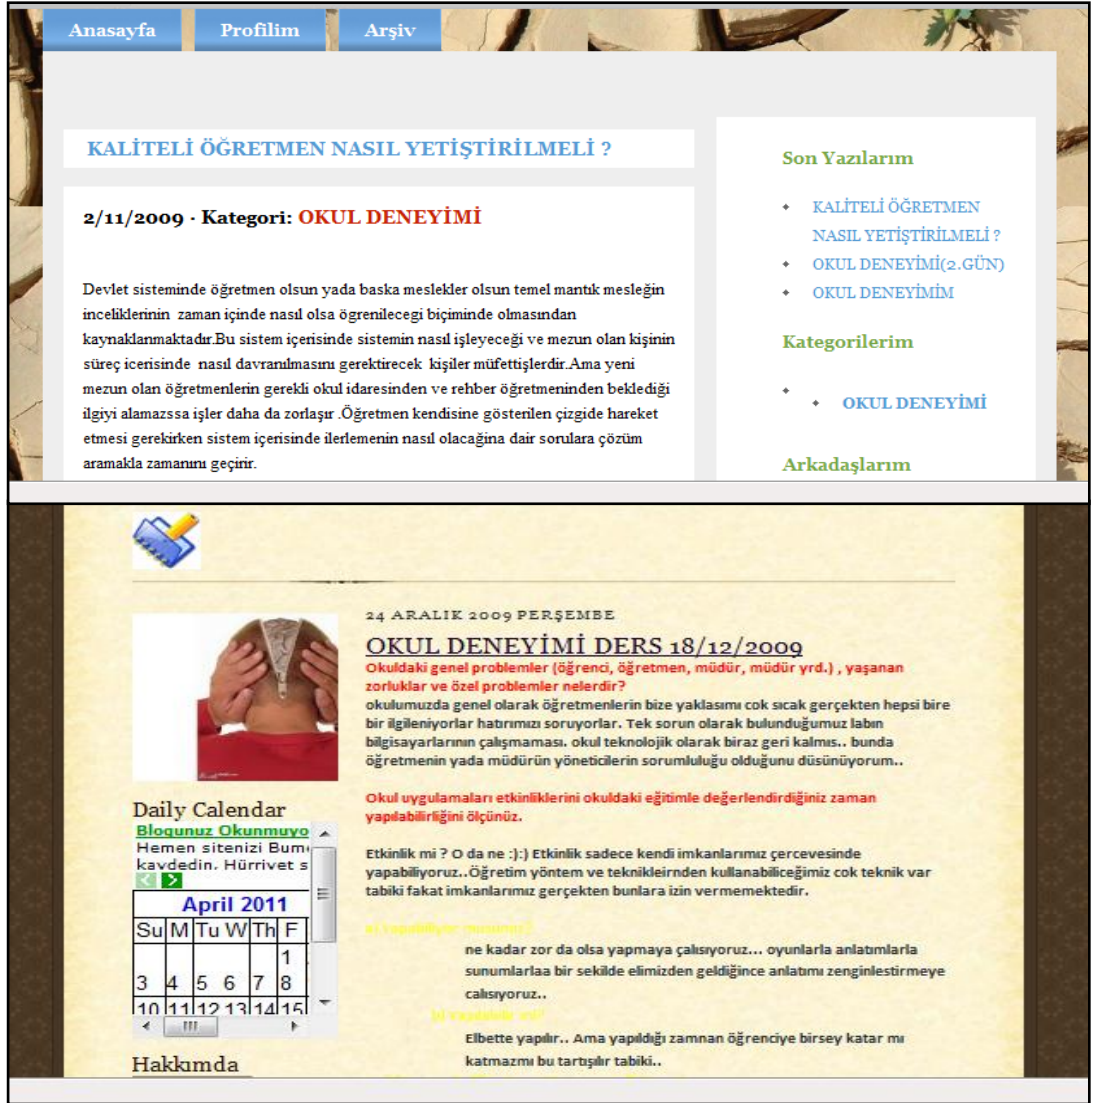 Anasayfa Profilim Arşiv
KALİTELİ ÖĞRETMEN NASIL YETİŞTİRİLMELİ ?
2/11/2009 · Kategori: OKUL DENEYİMİ
Devlet sisteminde öğretmen olsun yada baska meslekler olsun temel mantık mesleğin
inceliklerinin zaman içinde nasıl olsa ögrenilecegi biçiminde olmasından
kaynaklanmaktadır.Bu sistem içerisinde sistemin nasıl işleyeceği ve mezun olan kişinin
süreç icerisinde nasıl davranılmasını gerektirecek kişiler müfettişlerdir.Ama yeni
mezun olan öğretmenlerin gerekli okul idaresinden ve rehber öğretmeninden beklediği
ilgiyi alamazssa işler daha da zorlaşır .Öğretmen kendisine gösterilen çizgide hareket
etmesi gerekirken sistem içerisinde ilerlemenin nasıl olacağina dair sorulara çözüm
aramakla zamanını geçirir.
Son Yazılarım
KALİTELİ ÖĞRETMEN
NASIL YETİŞTİRİLMELİ ?
OKUL DENEYİMİ(2.GÜN)
OKUL DENEYİMİM
Kategorilerim
OKUL DENEYİMİ
Arkadaşlarım
24 ARALIK 2009 PERŞEMBE
OKUL DENEYİMİ DERS 18/12/2009
Okuldaki genel problemler (öğrenci, öğretmen, müdür, müdür yrd.) , yaşanan
zorluklar ve özel problemler nelerdir?
okulumuzda genel olarak öğretmenlerin bize yaklasımı cok sıcak gerçekten hepsi bire
bir ilgileniyorlar hatırımızı soruyorlar. Tek sorun olarak bulunduğumuz labın
bilgisayarlarının çalışmaması. okul teknolojik olarak biraz geri kalmıs.. bunda
öğretmenin yada müdürün yöneticilerin sorumluluğu olduğunu düsünüyorum..
Okul uygulamaları etkinliklerini okuldaki eğitimle değerlendirdiğiniz zaman
yapılabilirliğini ölçünüz.
Etkinlik mi ? O da ne :):) Etkinlik sadece kendi imkanlarımız çercevesinde
yapabiliyoruz..Öğretim yöntem ve teknikleirnden kullanabiliceğimiz cok teknik var
tabiki fakat imkanlarımız gerçekten bunlara izin vermemektedir.
a) Yapabiliyor musunuz?
ne kadar zor da olsa yapmaya çalısıyoruz... oyunlarla anlatımlarla
sunumlarlaa bir sekilde elimizden geldiğince anlatımı zenginlestirmeye
calısıyoruz..
b) Yapılabilir mi?
Elbette yapılır.. Ama yapıldığı zamnan öğrenciye birsey katar mı
katmazmı bu tartışılır tabiki..
Daily Calendar
Blogunuz Okunmuyo
Hemen sitenizi Bum
kaydedin. Hürriyet s
April 2011
Su M Tu W Th F
1
3 4 5 6 7 8
10 11 12 13 14 15
Hakkımda